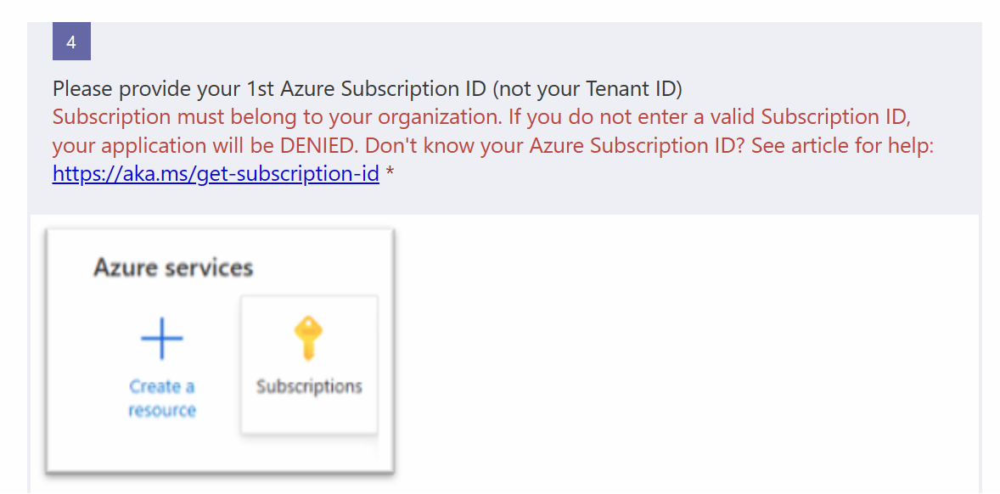 4
Please provide your 1st Azure Subscription ID (not your Tenant ID)
Subscription must belong to your organization. If you do not enter a valid Subscription ID,
your application will be DENIED. Don't know your Azure Subscription ID? See article for help:
https://aka.ms/get-subscription-id *
Azure services
Create a
resource
Subscriptions